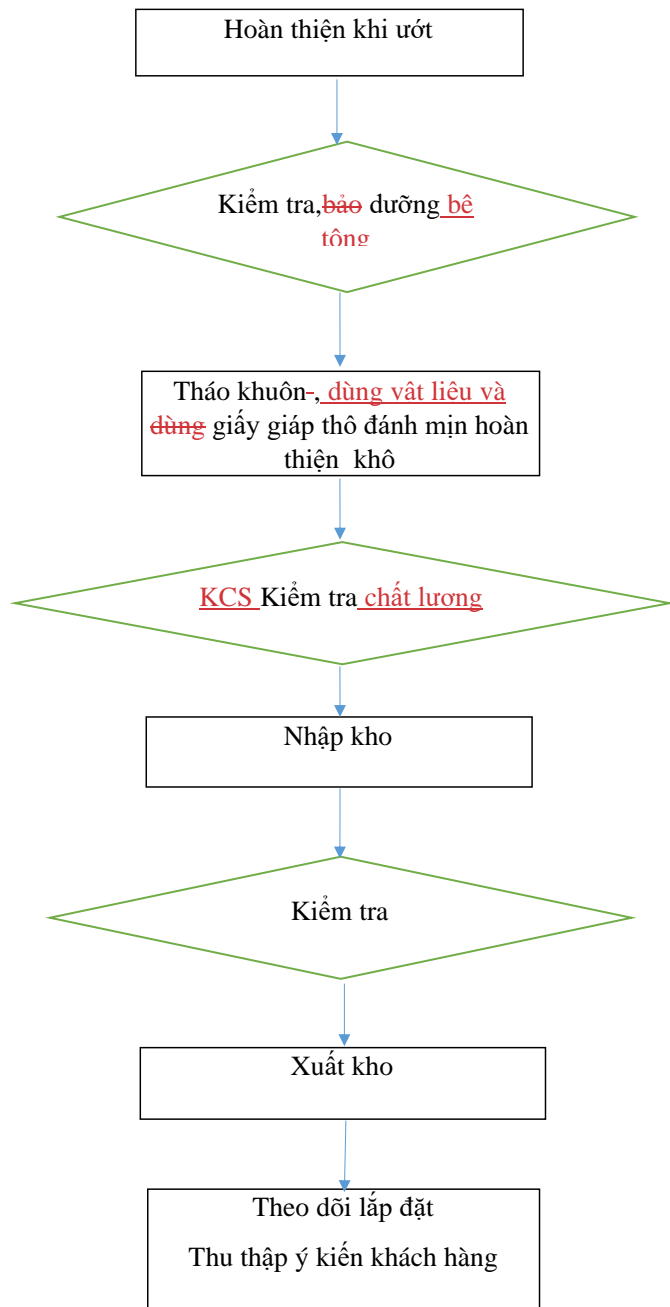 Hoàn thiện khi ướt
Kiểm tra,bảo dưỡng bê
tông
Tháo khuôn-, dùng vât liêu và
dùng giấy giáp thô đánh mịn hoàn
thiện khô
KCS Kiểm tra chất lương
Nhập kho
Kiểm tra
Xuất kho
Theo dõi lắp đặt
Thu thập ý kiến khách hàng